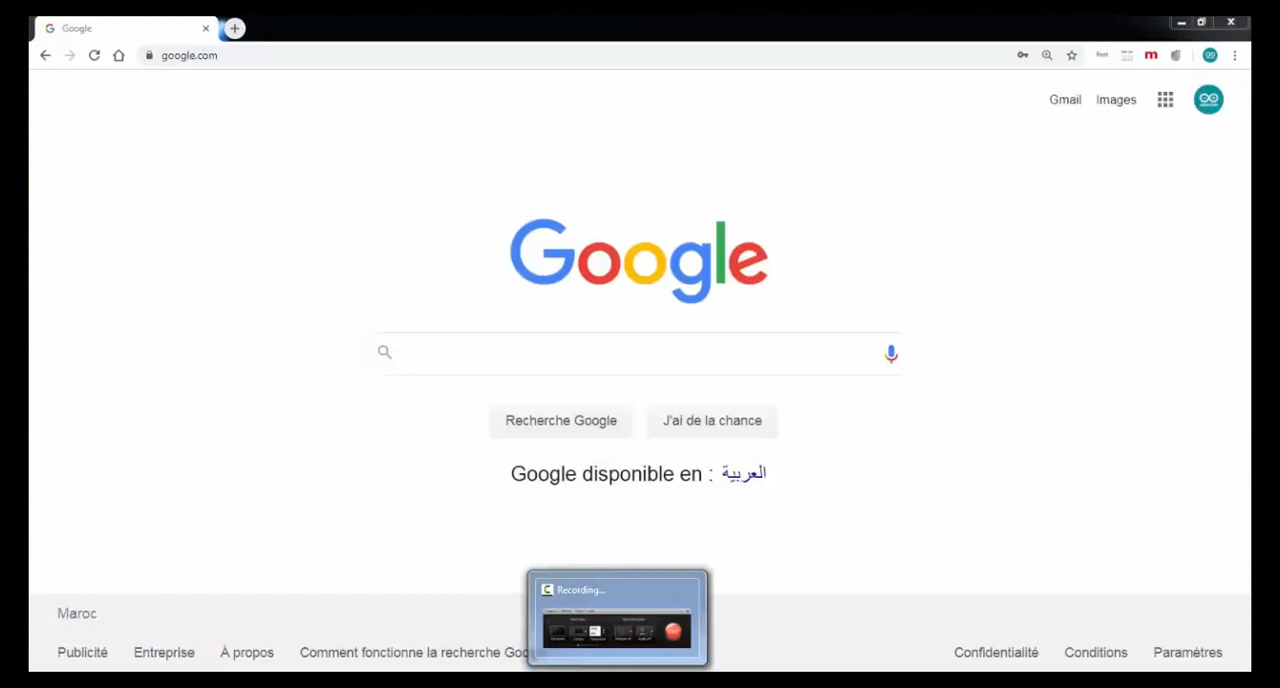 Google
google.com
Gmail Images
Google
Recherche Google J'ai de la chance
Google disponible en : العربية
Recording...
Maroc
Publicité Entreprise À propos Comment fonctionne la recherche Goo
Confidentialité Conditions Paramètres